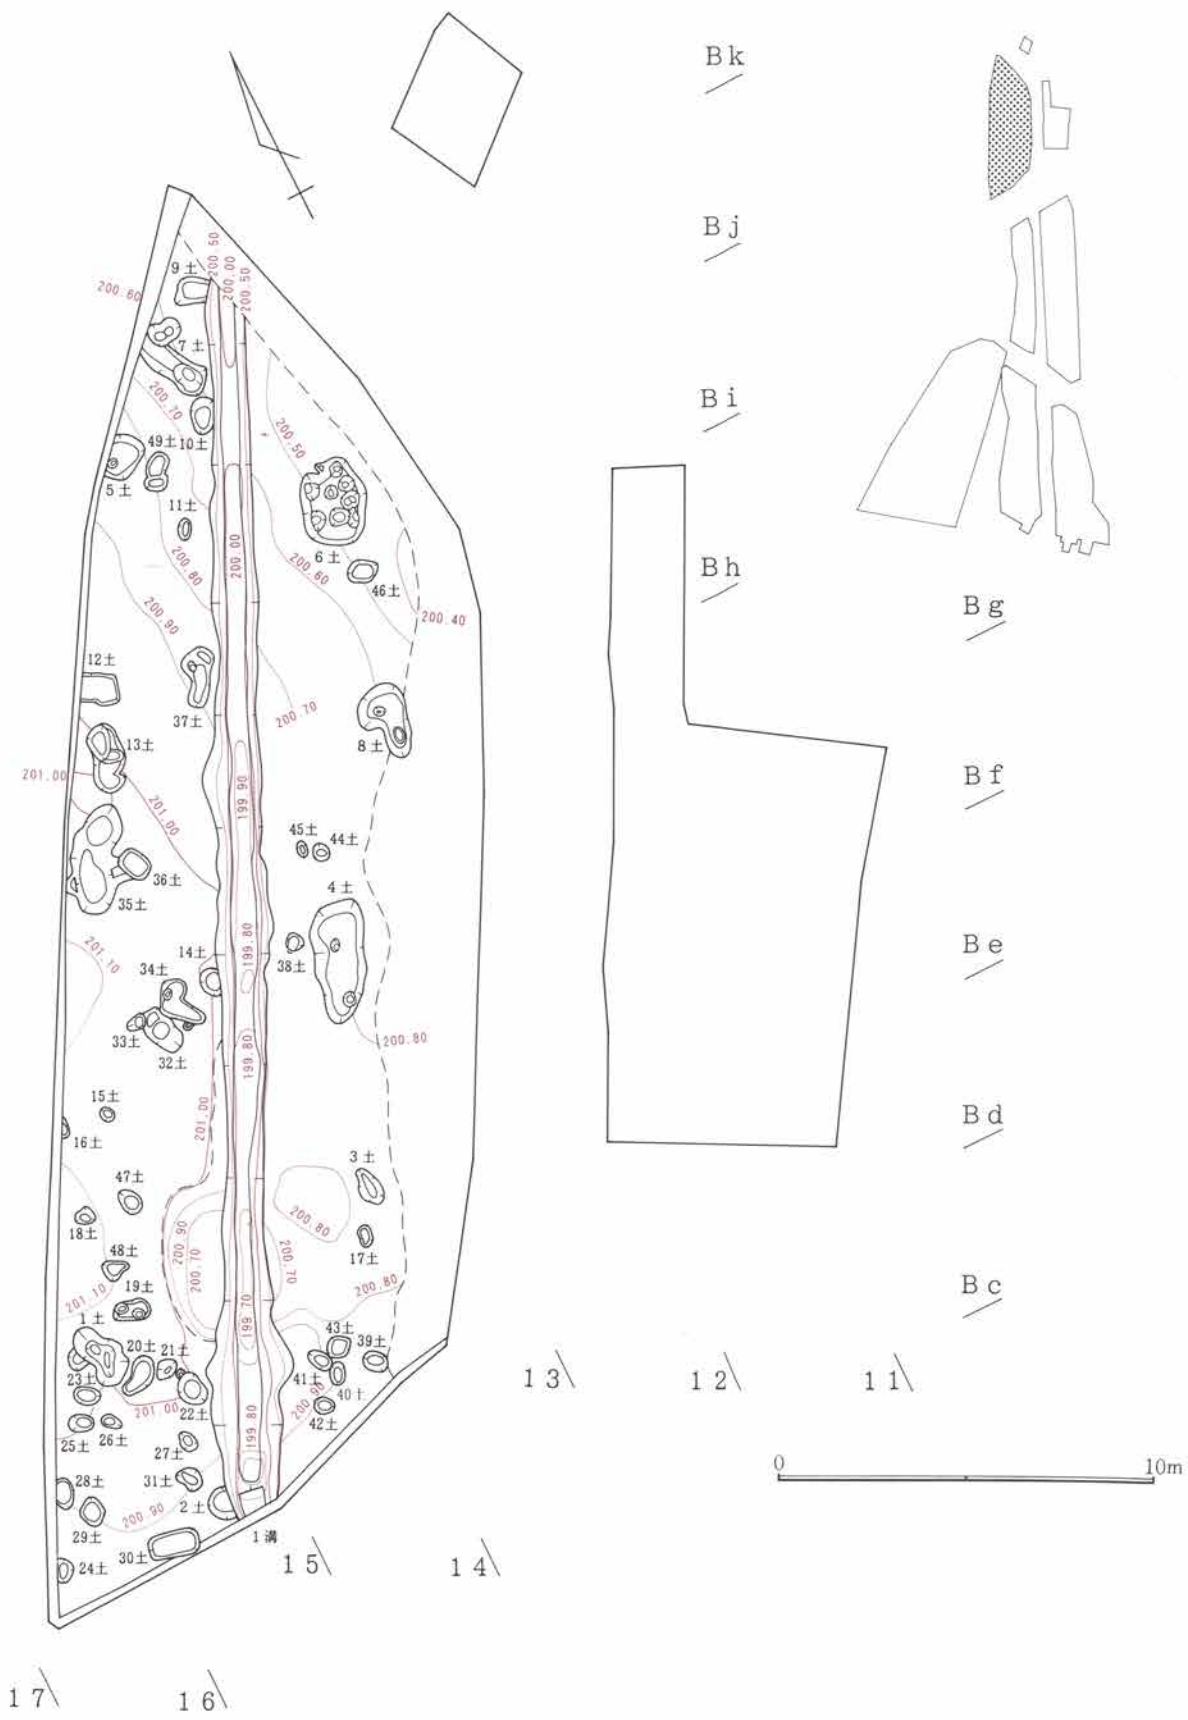 Bk
Bj
Bi
Bh
Bg
Bf
Be
Bd
Bc
200.50
200.00
200.50
9土
200.60
7土
200.70
10土
49土
5土
200.50
11土
200.80
200.00
6土
200.60
46土
200.90
200.40
12土
37土
200.70
8土
13土
201.00
201.00
199.90
45土
44土
36土
35土
4土
201.10
14土
199.80
38土
34土
33土
32土
199.80
200.80
15土
16土
201.00
3土
47土
18土
200.90
200.70
200.80
17土
48土
200.70
19土
201.10
200.80
1土
199.70
43土
39土
20土
21土
41土
40土
23土
22土
201.00
200.90
42土
25土
26土
199.80
27土
28土
31土
2土
29土
200.90
1溝
30土
24土
13
12
11
0
10m
15
14
17
16